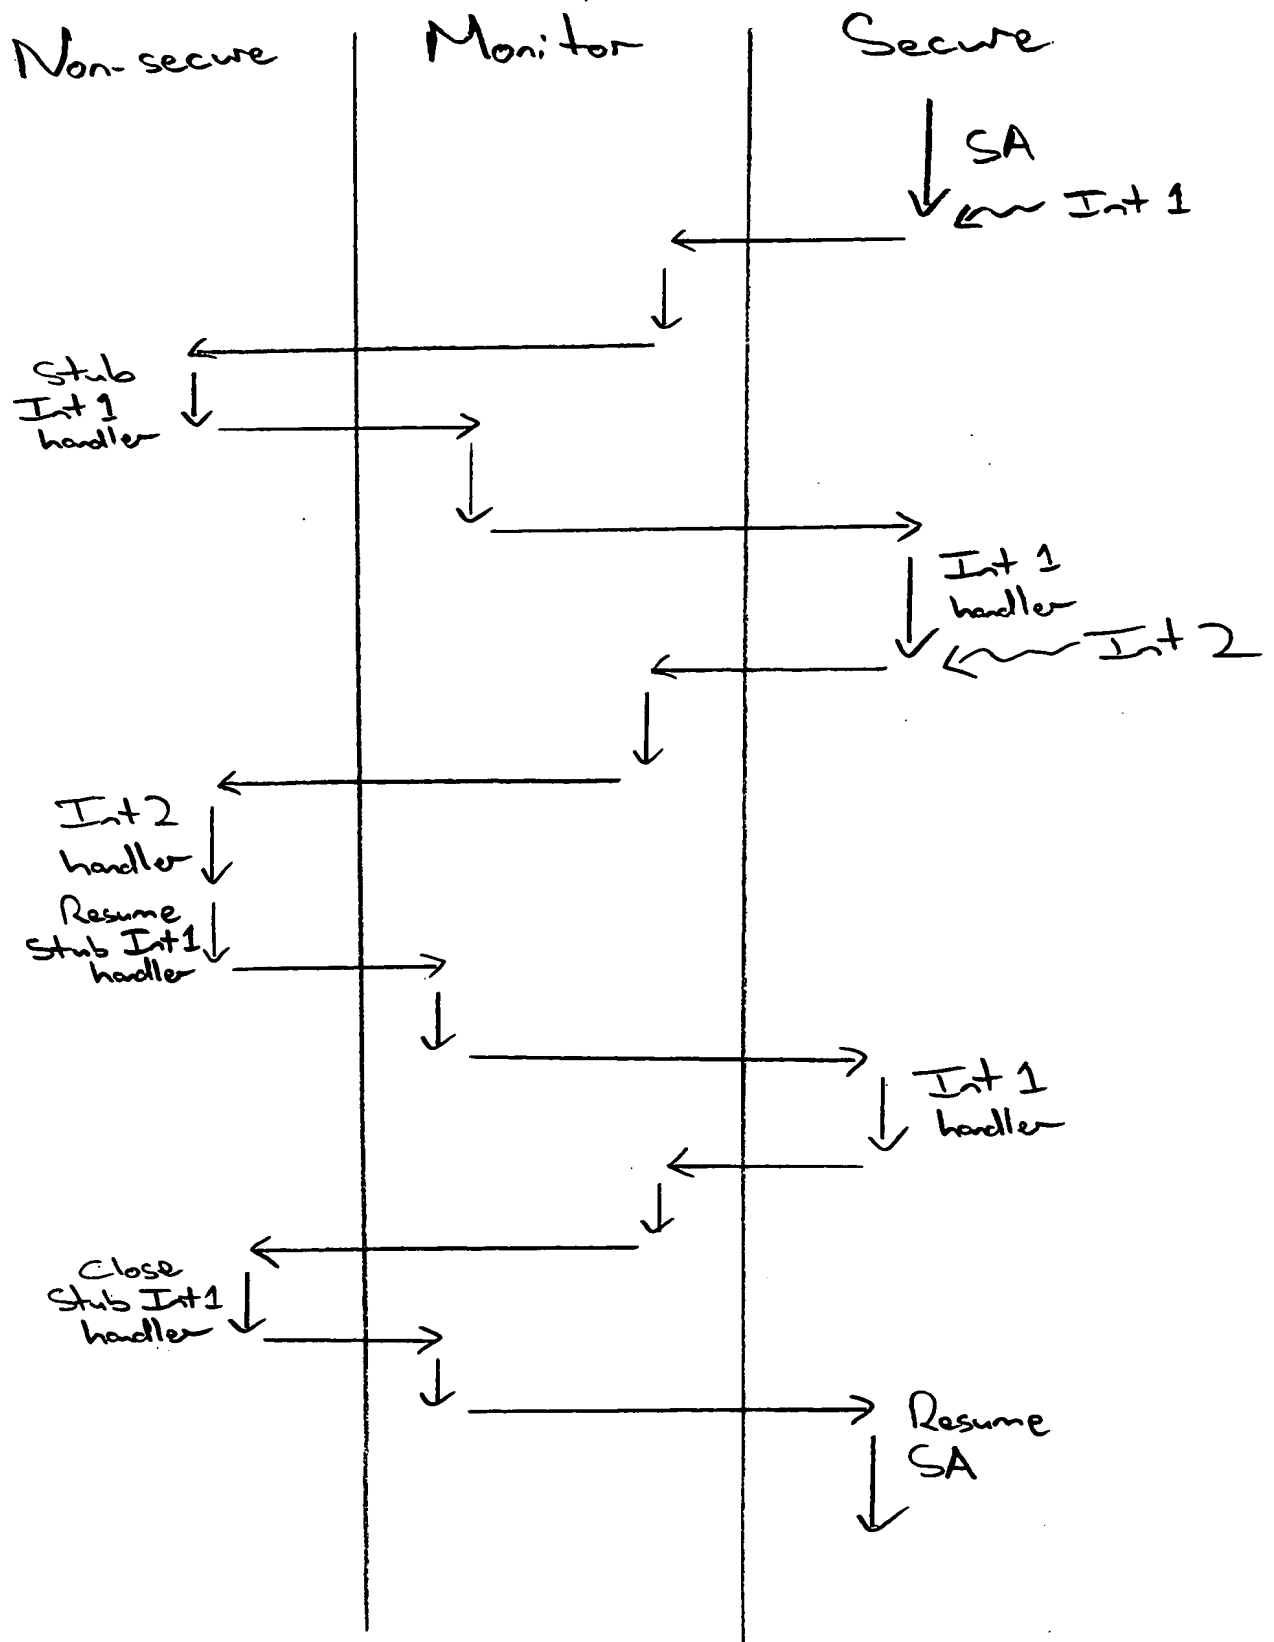 Non-secure
Monitor
Secure
SA
Int 1
Stub
Int 1
handler
Int 1
handler
Int 2
Int 2
handler
Resume
Stub Int 1
handler
Int 1
handler
Close
Stub Int 1
handler
Resume
SA